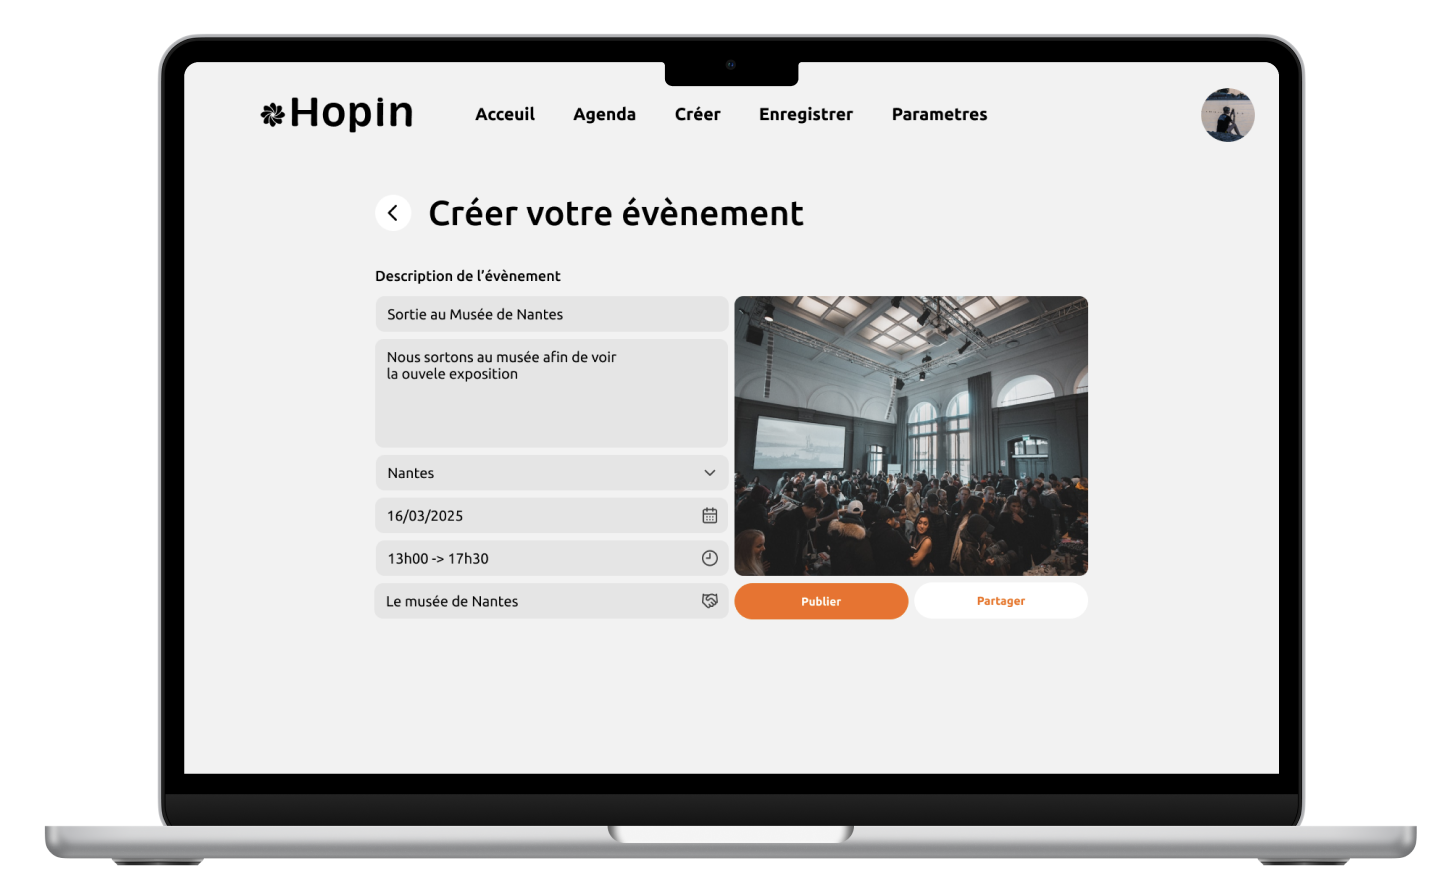 Hopin
Acceuil
Agenda
Créer
Enregistrer
Parametres
Créer votre évènement
Description de l’évènement
Sortie au Musée de Nantes
Nous sortons au musée afin de voir
la ouvele exposition
Nantes
16/03/2025
13h00 -> 17h30
Le musée de Nantes
Publier
Partager